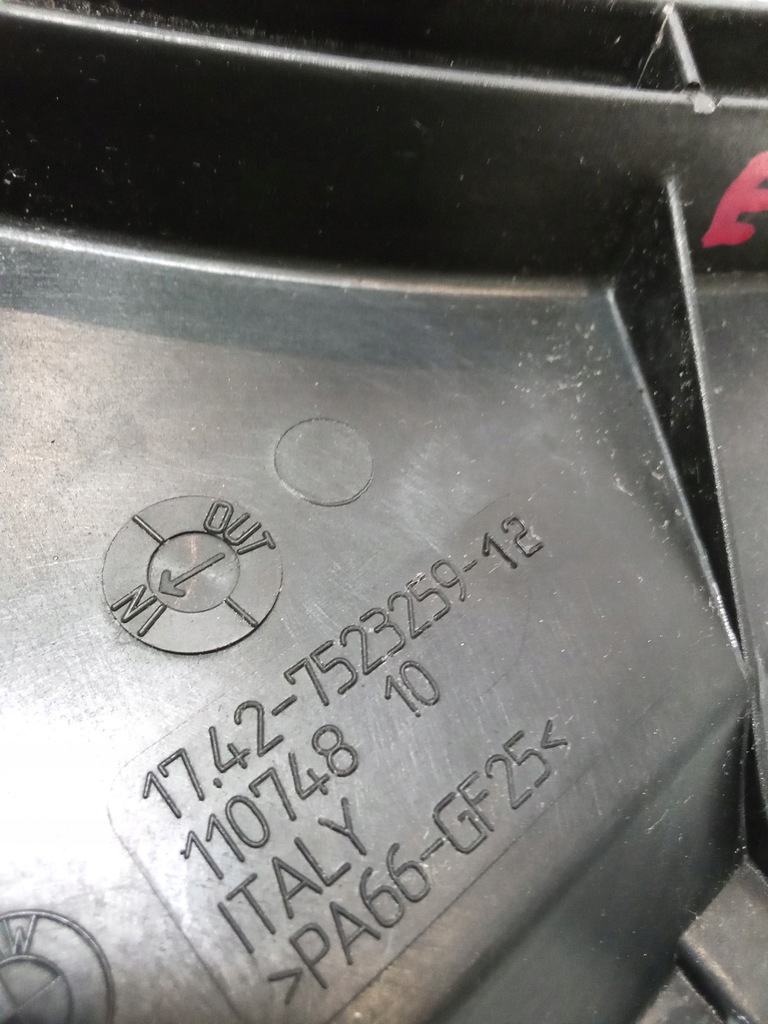 OUT
IN
17.42-7523259-12
110748 10
ITALY
>PA66-GF25<
W